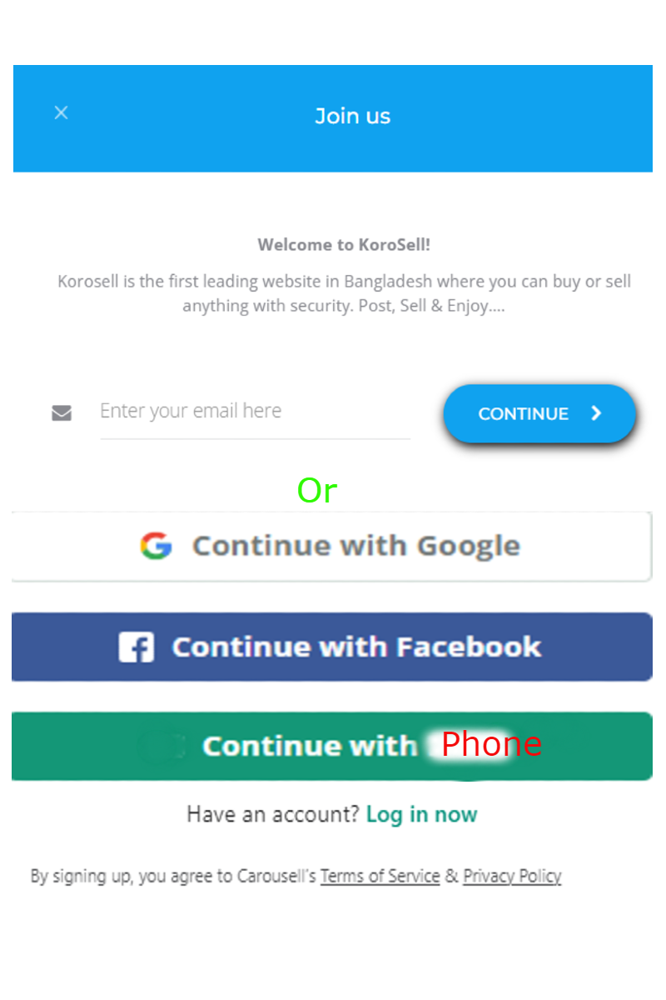 Join us
Welcome to KoroSell!
Korosell is the first leading website in Bangladesh where you can buy or sell
anything with security. Post, Sell & Enjoy....
Enter your email here
CONTINUE
Or
Continue with Google
Continue with Facebook
Continue with Phone
Have an account? Log in now
By signing up, you agree to Carousell's Terms of Service & Privacy Policy